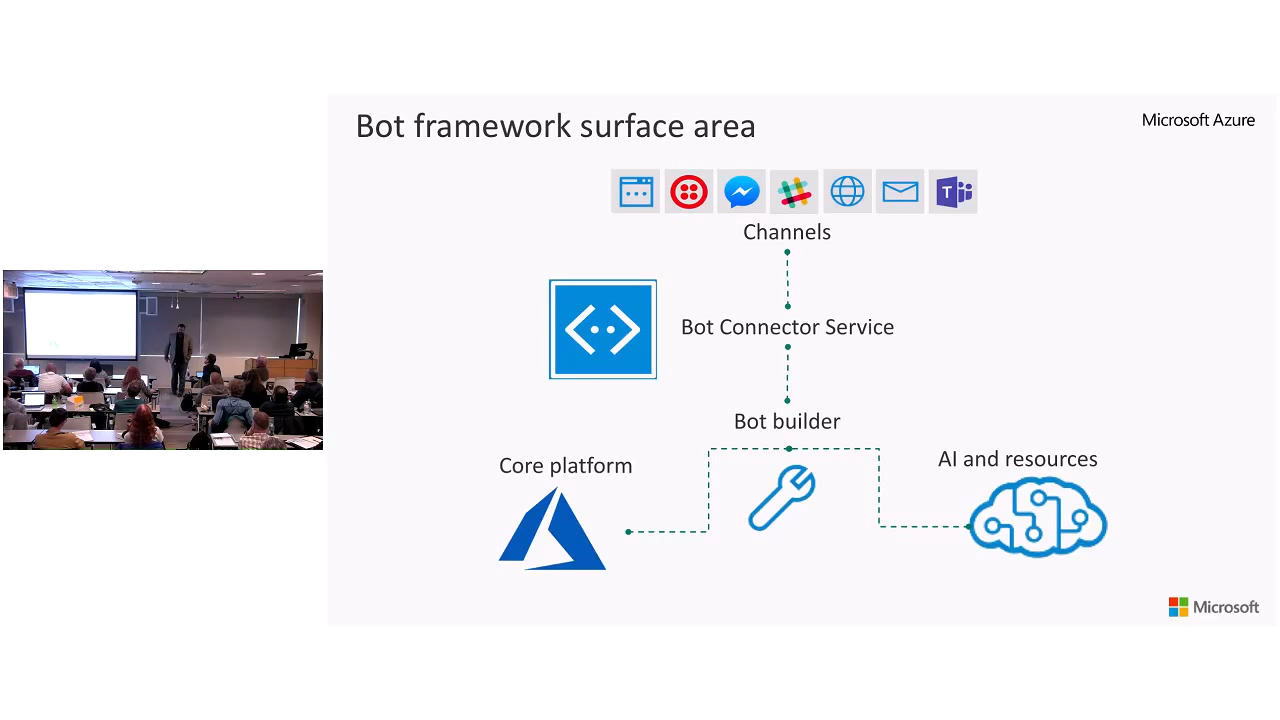 Bot framework surface area
Microsoft Azure
T
Channels
Bot Connector Service
Bot builder
Core platform
AI and resources
Microsoft